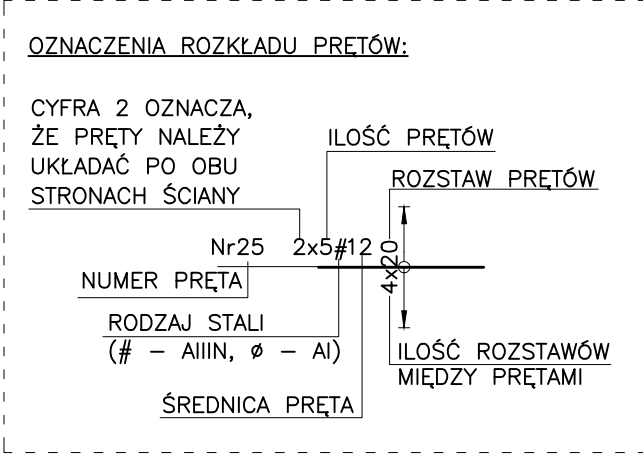 OZNACZENIA ROZKŁADU PRĘTÓW:
CYFRA 2 OZNACZA,
ŻE PRĘTY NALEŻY
UKŁADAĆ PO OBU
STRONACH ŚCIANY
ILOŚĆ PRĘTÓW
ROZSTAW PRĘTÓW
Nr25 2x5#12
4x20
NUMER PRĘTA
RODZAJ STALI
(# – AIIIN, ø – AI)
ILOŚĆ ROZSTAWÓW
MIĘDZY PRĘTAMI
ŚREDNICA PRĘTA